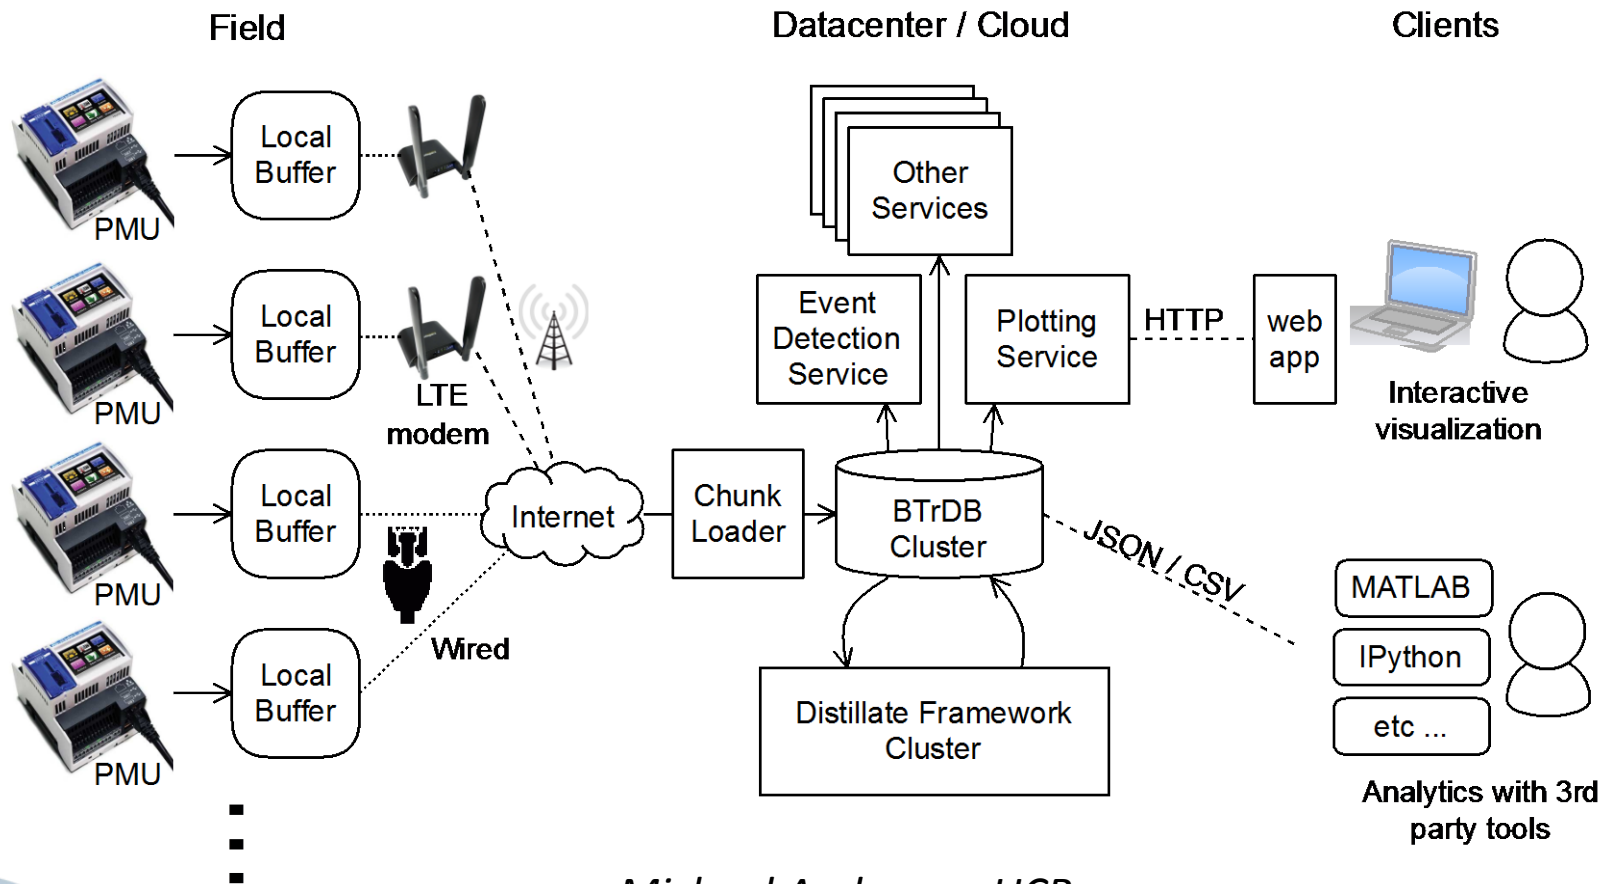 Field
Datacenter / Cloud
Clients
Local
Buffer
PMU
Local
Buffer
PMU
LTE
modem
Local
Buffer
PMU
Wired
Local
Buffer
PMU
Internet
Chunk
Loader
Other
Services
Event
Detection
Service
Plotting
Service
HTTP
web
app
Interactive
visualization
BTrDB
Cluster
JSON / CSV
Distillate Framework
Cluster
MATLAB
IPython
etc ...
Analytics with 3rd
party tools